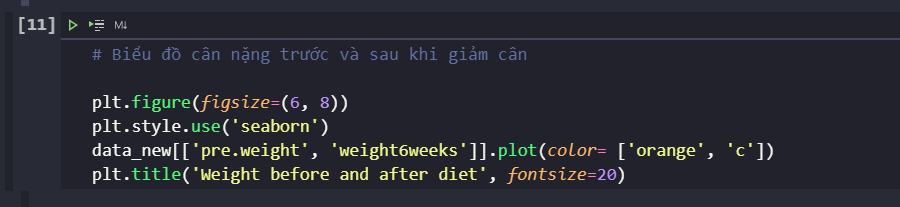 [11] M↓
# Biểu đồ cân nặng trước và sau khi giảm cân
plt.figure(figsize=(6, 8))
plt.style.use('seaborn')
data_new[['pre.weight', 'weight6weeks']].plot(color= ['orange', 'c'])
plt.title('Weight before and after diet', fontsize=20)